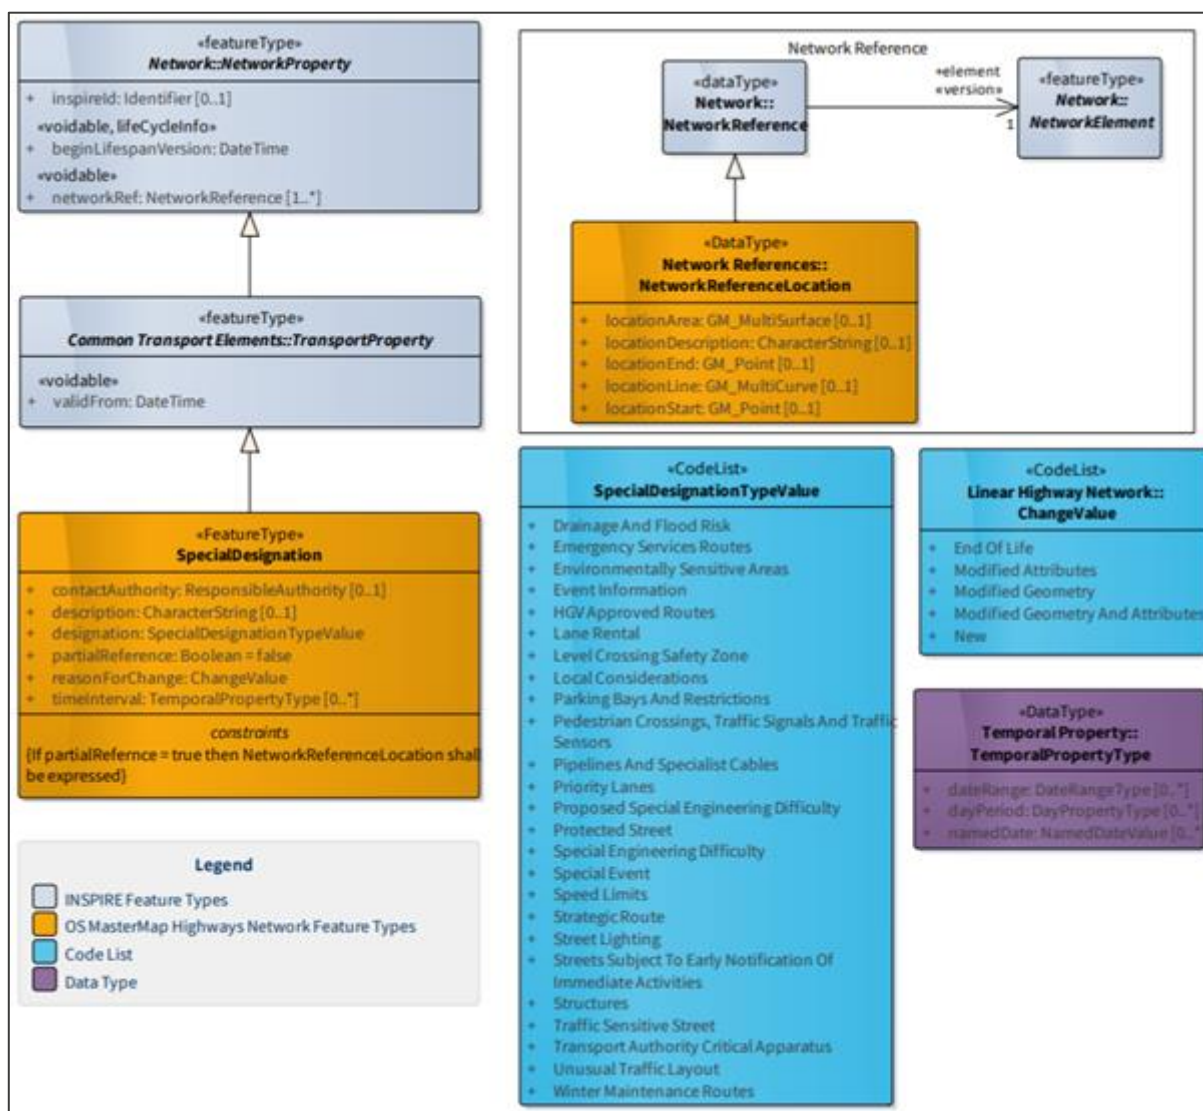 «featureType»
Network::NetworkProperty
+ inspireId: Identifier [0..1]
«voidable, lifeCycleInfo»
+ beginLifespanVersion: DateTime
«voidable»
+ networkRef: NetworkReference [1..*]
«featureType»
Common Transport Elements::TransportProperty
«voidable»
+ validFrom: DateTime
«FeatureType»
SpecialDesignation
+ contactAuthority: ResponsibleAuthority [0..1]
+ description: CharacterString [0..1]
+ designation: SpecialDesignationTypeValue
+ partialReference: Boolean = false
+ reasonForChange: ChangeValue
+ timeInterval: TemporalPropertyType [0..*]
constraints
{If partialRefernce = true then NetworkReferenceLocation shall
be expressed}
Legend
INSPIRE Feature Types
OS MasterMap Highways Network Feature Types
Code List
Data Type
Network Reference
«dataType»
Network::
NetworkReference
+element
«version»
1
«featureType»
Network::
NetworkElement
«DataType»
Network References::
NetworkReferenceLocation
+ locationArea: GM_MultiSurface [0..1]
+ locationDescription: CharacterString [0..1]
+ locationEnd: GM_Point [0..1]
+ locationLine: GM_MultiCurve [0..1]
+ locationStart: GM_Point [0..1]
«CodeList»
SpecialDesignationTypeValue
+ Drainage And Flood Risk
+ Emergency Services Routes
+ Environmentally Sensitive Areas
+ Event Information
+ HGV Approved Routes
+ Lane Rental
+ Level Crossing Safety Zone
+ Local Considerations
+ Parking Bays And Restrictions
+ Pedestrian Crossings, Traffic Signals And Traffic
Sensors
+ Pipelines And Specialist Cables
+ Priority Lanes
+ Proposed Special Engineering Difficulty
+ Protected Street
+ Special Engineering Difficulty
+ Special Event
+ Speed Limits
+ Strategic Route
+ Street Lighting
+ Streets Subject To Early Notification Of
Immediate Activities
+ Structures
+ Traffic Sensitive Street
+ Transport Authority Critical Apparatus
+ Unusual Traffic Layout
+ Winter Maintenance Routes
«CodeList»
Linear Highway Network::
ChangeValue
+ End Of Life
+ Modified Attributes
+ Modified Geometry
+ Modified Geometry And Attributes
+ New
«DataType»
Temporal Property::
TemporalPropertyType
+ dateRange: DateRangeType [0..*]
+ dayPeriod: DayPropertyType [0..*]
+ namedDate: NamedDateValue [0..*